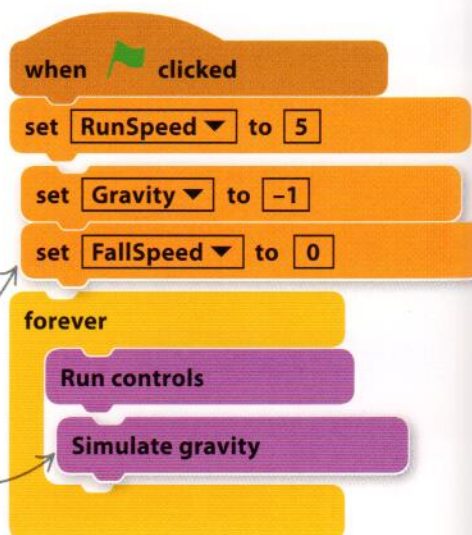 when clicked
set RunSpeed to 5
set Gravity to –1
set FallSpeed to 0
forever
Run controls
Simulate gravity